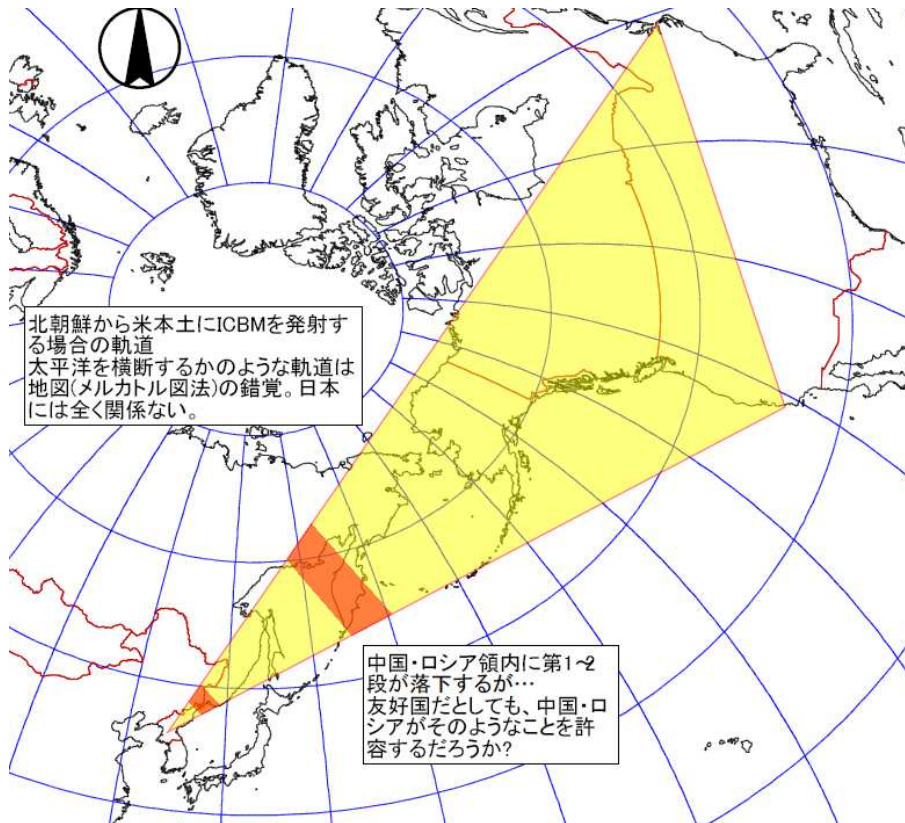 北朝鮮から米本土にICBMを発射す
る場合の軌道
太平洋を横断するかのような軌道は
地図(メルカトル図法)の錯覚。日本
には全く関係ない。
中国・ロシア領内に第1~2
段が落下するが…
友好国だとしても、中国・ロ
シアがそのようなことを許
容するだろうか?